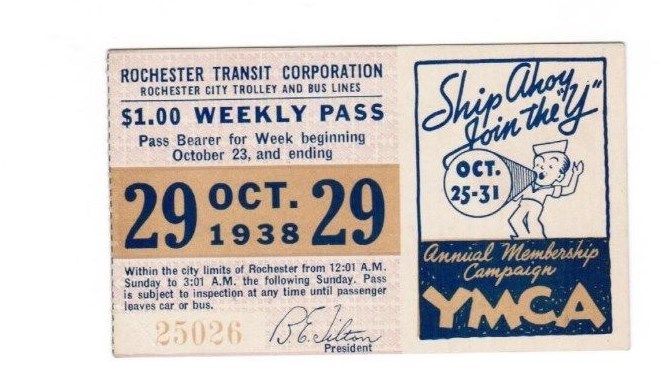 ROCHESTER TRANSIT CORPORATION
ROCHESTER CITY TROLLEY AND BUS LINES
$1.00 WEEKLY PASS
Pass Bearer for Week beginning
October 23, and ending
29 OCT. 1938 29
Within the city limits of Rochester from 12:01 A.M.
Sunday to 3:01 A.M. the following Sunday. Pass
is subject to inspection at any time until passenger
leaves car or bus.
25026
B.E. Tilton
President
Ship Ahoy
Join the "Y"
OCT.
25-31
Annual Membership
Campaign
YMCA